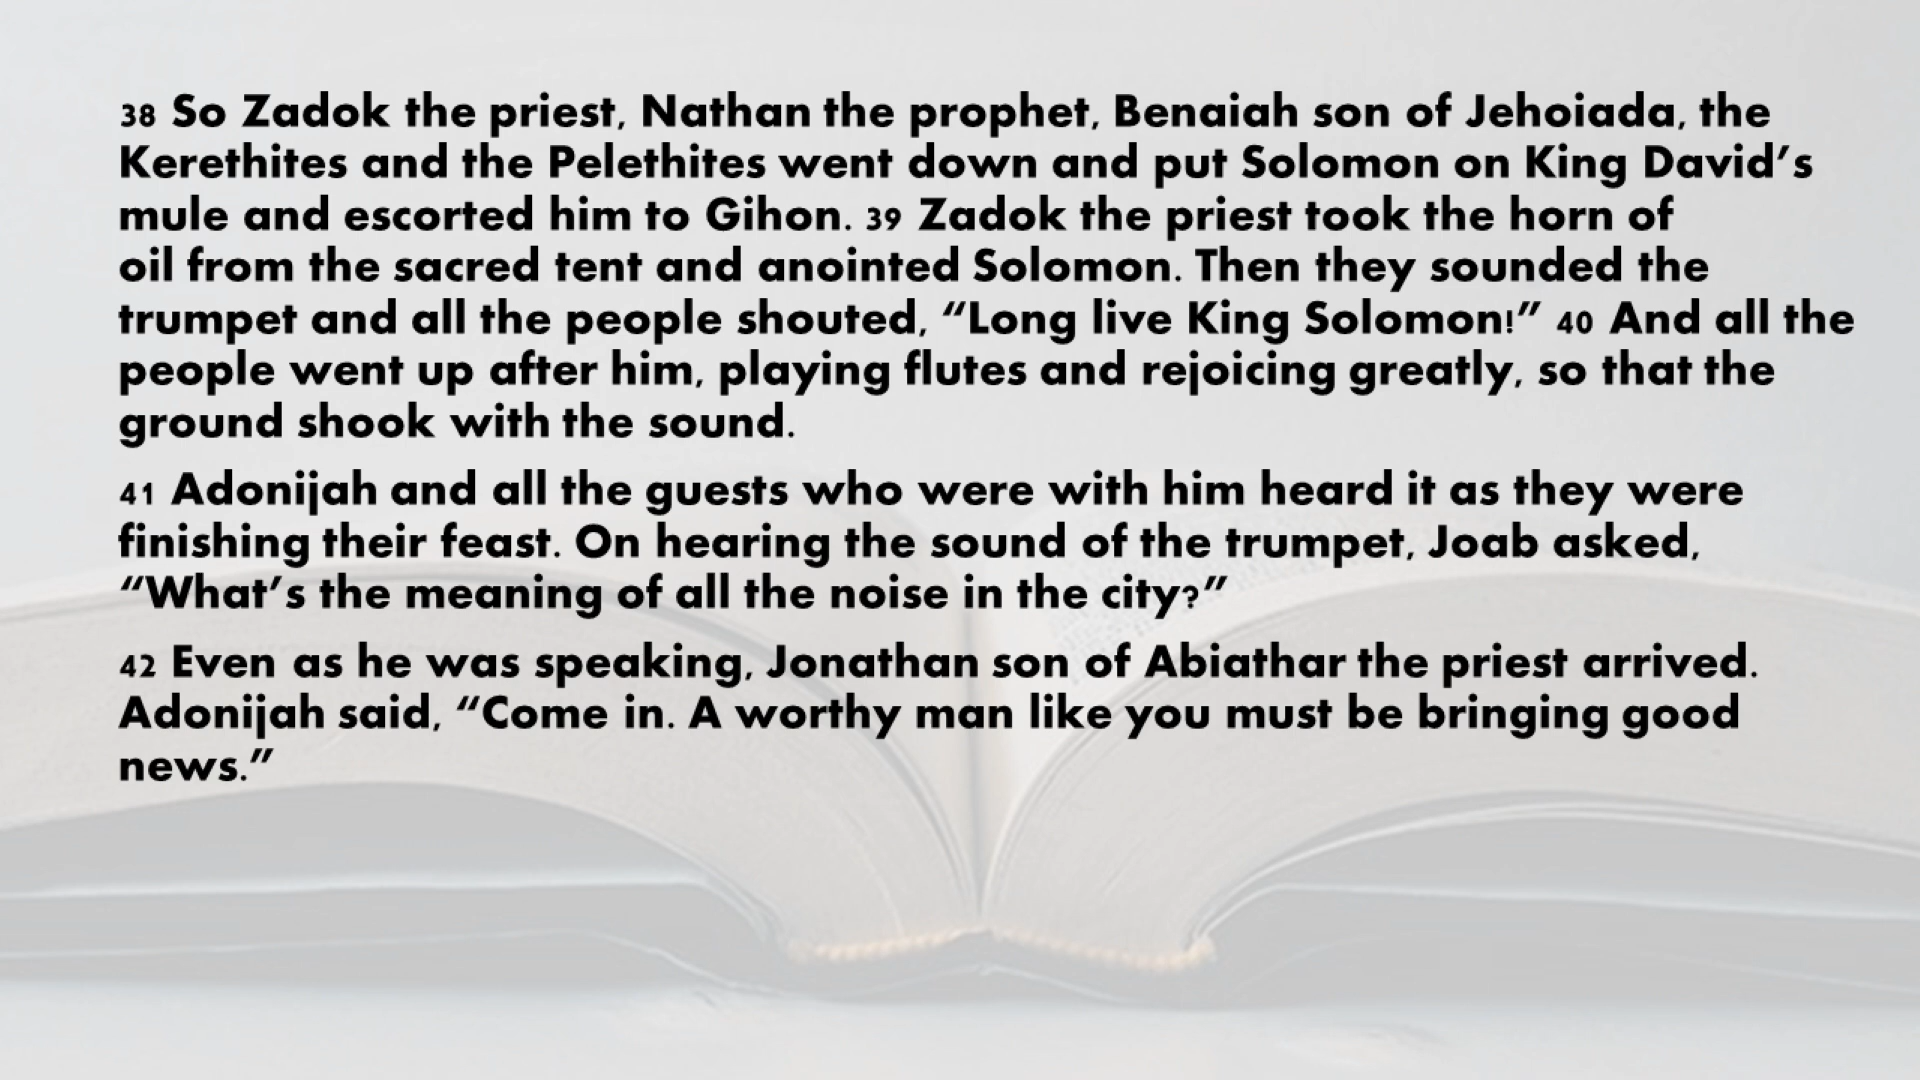 38 So Zadok the priest, Nathan the prophet, Benaiah son of Jehoiada, the
Kerethites and the Pelethites went down and put Solomon on King David’s
mule and escorted him to Gihon. 39 Zadok the priest took the horn of
oil from the sacred tent and anointed Solomon. Then they sounded the
trumpet and all the people shouted, “Long live King Solomon!” 40 And all the
people went up after him, playing flutes and rejoicing greatly, so that the
ground shook with the sound.
41 Adonijah and all the guests who were with him heard it as they were
finishing their feast. On hearing the sound of the trumpet, Joab asked,
“What’s the meaning of all the noise in the city?”
42 Even as he was speaking, Jonathan son of Abiathar the priest arrived.
Adonijah said, “Come in. A worthy man like you must be bringing good
news.”